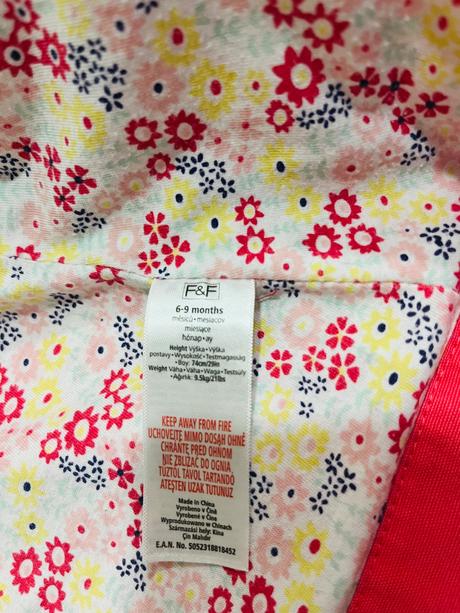 F&F
6-9 months
měsíců • mesiacov
miesiące
hónap • ay
Height Výška • Výška
postavy • Wysokość • Testmagasság
• Boy: 74cm/29in
Weight Váha • Váha • Waga • Testsúly
• Ağırlık: 9.5kg/21lbs
KEEP AWAY FROM FIRE
UCHOVEJTE MIMO DOSAH OHNĚ
CHRÁŇTE PRED OHŇOM
NIE ZBLIŻAĆ DO OGNIA
TŰZTŐL TÁVOL TARTANDÓ
ATEŞTEN UZAK TUTUNUZ
Made in China
Vyrobeno v Číně
Vyrobené v Číne
Wyprodukowano w Chinach
Származási hely: Kína
Çin Malıdır
E.A.N. No. 5052318818452